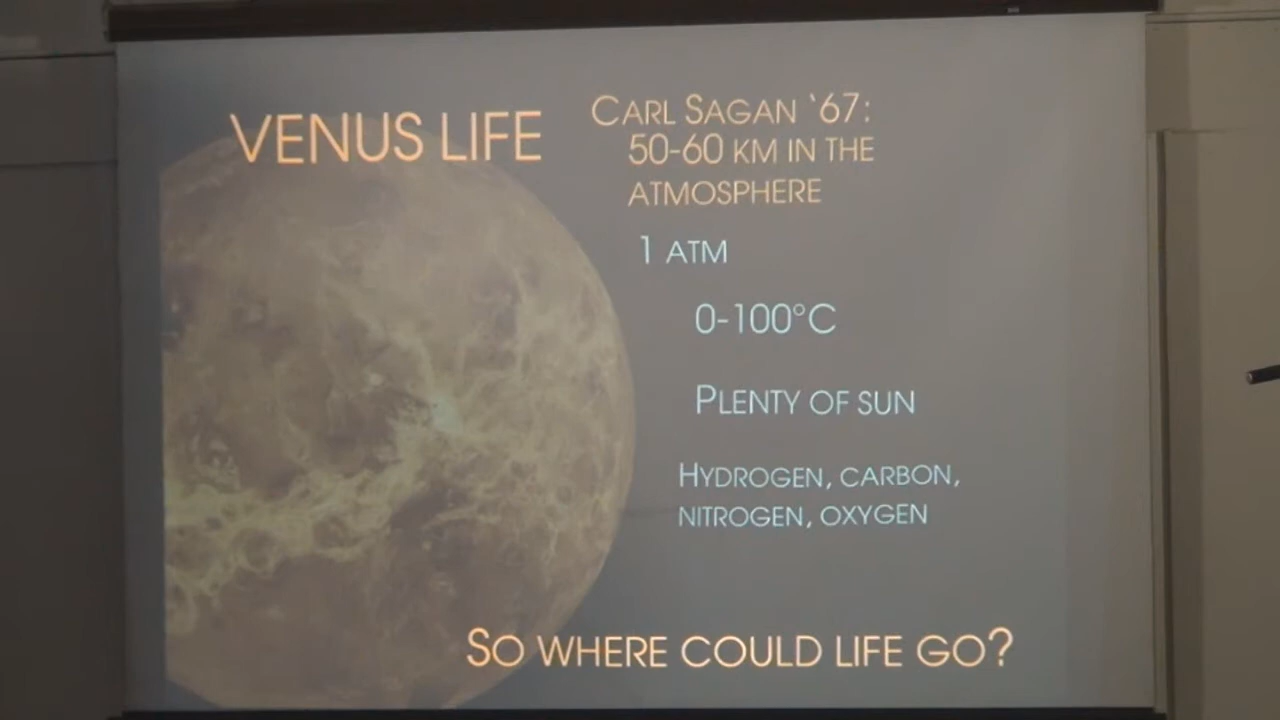 VENUS LIFE
CARL SAGAN ‘67:
50-60 KM IN THE
ATMOSPHERE
1 ATM
0-100°C
PLENTY OF SUN
HYDROGEN, CARBON,
NITROGEN, OXYGEN
SO WHERE COULD LIFE GO?